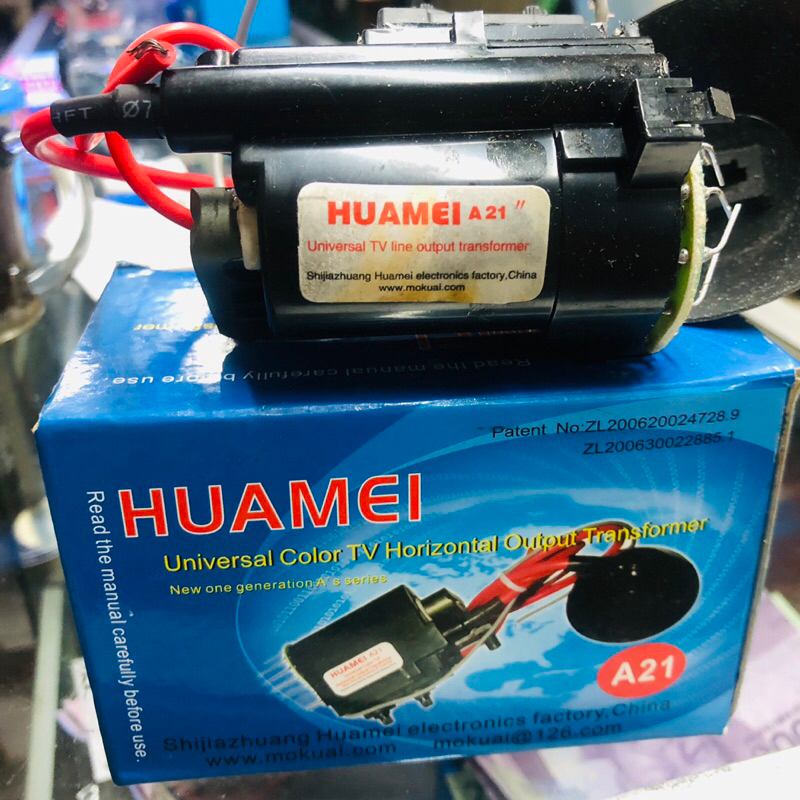 HFT Ø7
HUAMEI A21"
Universal TV line output transformer
Shijiazhuang Huamei electronics factory,China
www.mokuai.com
Read the manual carefully before use.
Patent No:ZL200620024728.9
ZL200630022885.1
Read the manual carefully before use.
HUAMEI
Universal Color TV Horizontal Output Transformer
New one generation A's series
HUAMEI A21
A21
Shijiazhuang Huamei electronics factory,China
www.mokuai.com mokuai@126.com